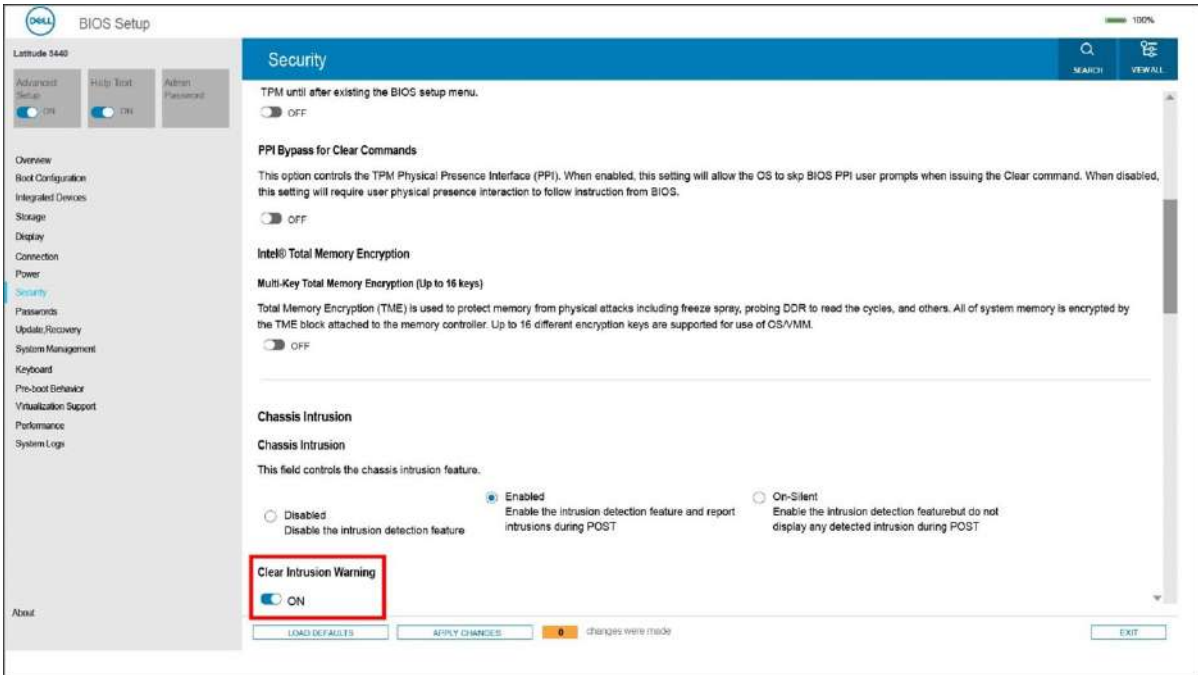 DELL
BIOS Setup
100%
Latitude 5440
Advanced Setup
ON
Help Text
ON
Admin Password
Security
SEARCH
VIEW ALL
Overview
Boot Configuration
Integrated Devices
Storage
Display
Connection
Power
Security
Passwords
Update,Recovery
System Management
Keyboard
Pre-boot Behavior
Virtualization Support
Performance
System Logs
About
TPM until after existing the BIOS setup menu.
OFF
PPI Bypass for Clear Commands
This option controls the TPM Physical Presence Interface (PPI). When enabled, this setting will allow the OS to skp BIOS PPI user prompts when issuing the Clear command. When disabled,
this setting will require user physical presence interaction to follow instruction from BIOS.
OFF
Intel® Total Memory Encryption
Multi-Key Total Memory Encryption (Up to 16 keys)
Total Memory Encryption (TME) is used to protect memory from physical attacks including freeze spray, probing DDR to read the cycles, and others. All of system memory is encrypted by
the TME block attached to the memory controller. Up to 16 different encryption keys are supported for use of OS/VMM.
OFF
Chassis Intrusion
Chassis Intrusion
This field controls the chassis intrusion feature.
Disabled
Disable the intrusion detection feature
Enabled
Enable the intrusion detection feature and report
intrusions during POST
On-Silent
Enable the intrusion detection featurebut do not
display any detected intrusion during POST
Clear Intrusion Warning
ON
LOAD DEFAULTS
APPLY CHANGES
0
changes were made
EXIT